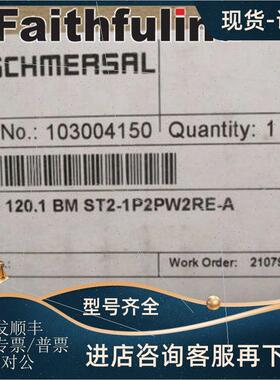 Faithfulin
现货-
SCHMERSAL
No.: 103004150 Quantity: 1
120.1 BM ST2-1P2PW2RE-A
Work Order: 2107
型号齐全
发顺丰
专票/普票
对公
进店咨询客服再下